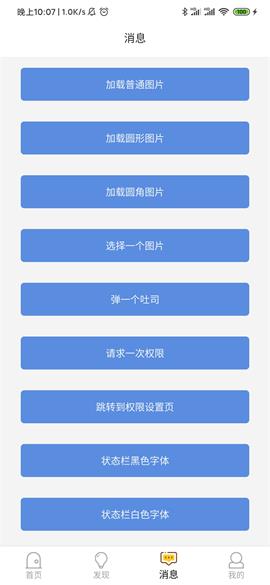 晚上10:07 | 1.0K/s
100
消息
加载普通图片
加载圆形图片
加载圆角图片
选择一个图片
弹一个吐司
请求一次权限
跳转到权限设置页
状态栏黑色字体
状态栏白色字体
首页 发现 消息 我的